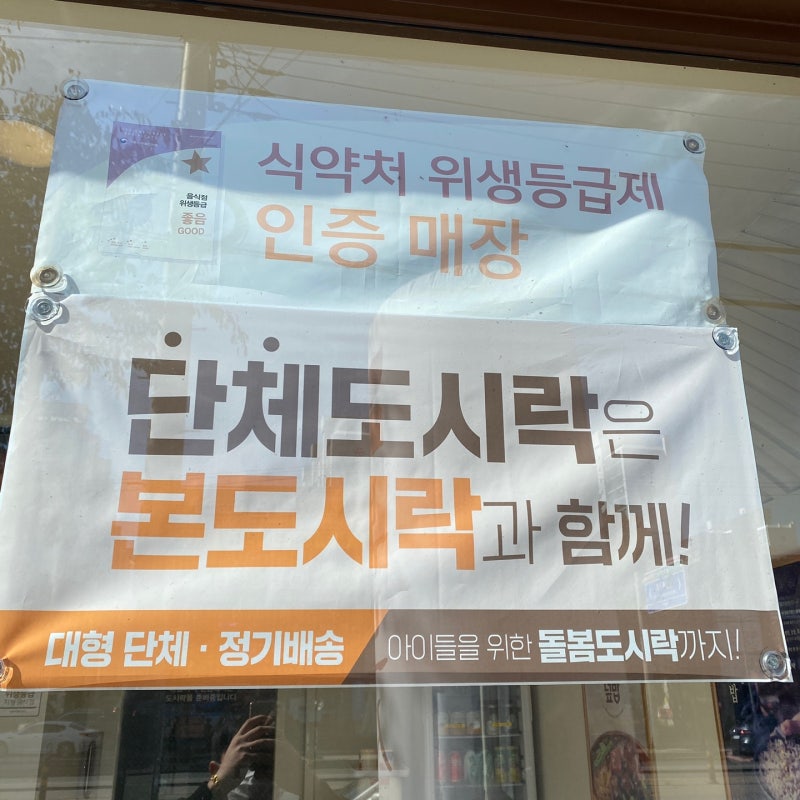 식약처 위생등급제
인증 매장
음식점
위생등급
좋음
GOOD
단체도시락은
본도시락과 함께!
대형 단체 · 정기배송
아이들을 위한 돌봄도시락까지!